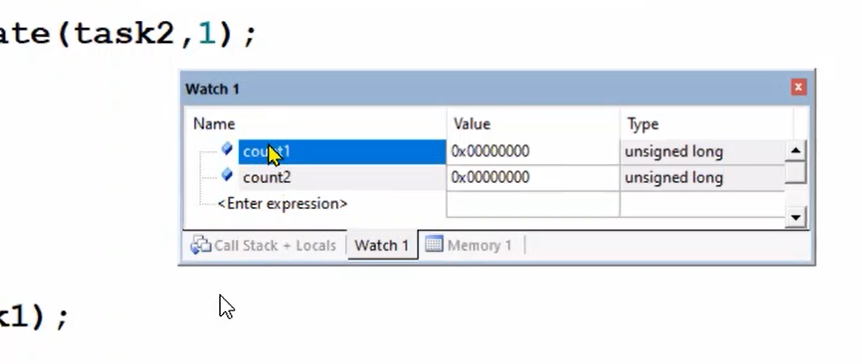 ate(task2,1);
Watch 1
Name Value Type
count1 0x00000000 unsigned long
count2 0x00000000 unsigned long
<Enter expression>
Call Stack + Locals Watch 1 Memory 1
k1);